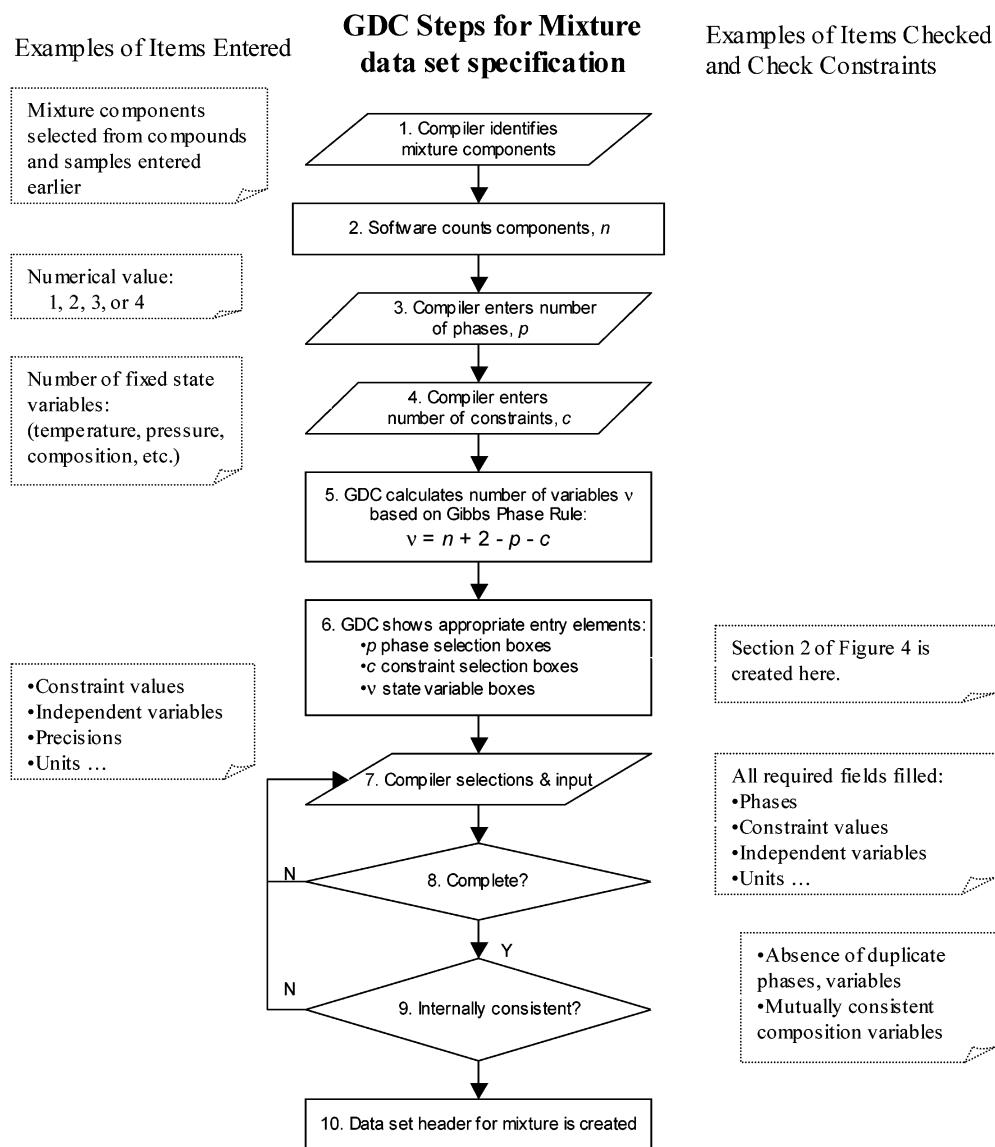 GDC Steps for Mixture
data set specification
Examples of Items Entered
Examples of Items Checked
and Check Constraints
Mixture components
selected from compounds
and samples entered
earlier
1. Compiler identifies
mixture components
2. Software counts components, n
Numerical value:
1, 2, 3, or 4
3. Compiler enters number
of phases, p
Number of fixed state
variables:
(temperature, pressure,
composition, etc.)
4. Compiler enters
number of constraints, c
5. GDC calculates number of variables ν
based on Gibbs Phase Rule:
ν = n + 2 - p - c
6. GDC shows appropriate entry elements:
•p phase selection boxes
•c constraint selection boxes
•ν state variable boxes
Section 2 of Figure 4 is
created here.
•Constraint values
•Independent variables
•Precisions
•Units …
7. Compiler selections & input
All required fields filled:
•Phases
•Constraint values
•Independent variables
•Units …
N
8. Complete?
Y
•Absence of duplicate
phases, variables
•Mutually consistent
composition variables
N
9. Internally consistent?
10. Data set header for mixture is created